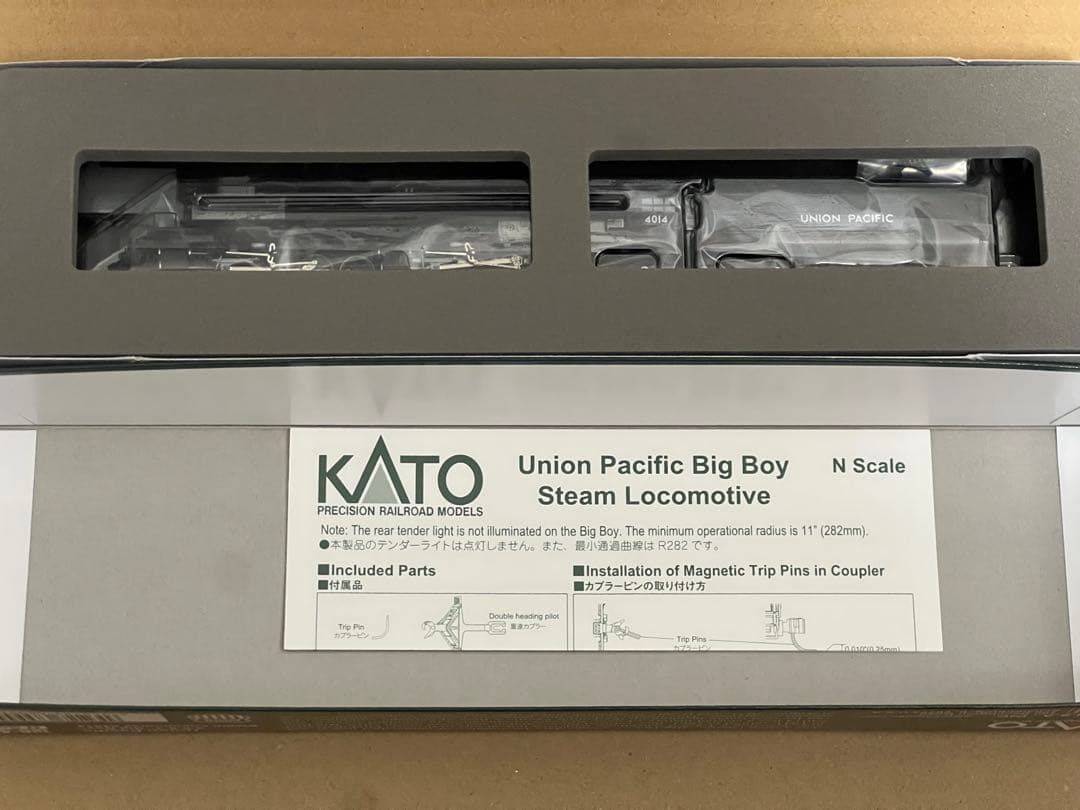 4014
UNION PACIFIC
KATO
PRECISION RAILROAD MODELS
Union Pacific Big Boy
Steam Locomotive
N Scale
Note: The rear tender light is not illuminated on the Big Boy. The minimum operational radius is 11" (282mm).
●本製品のテンダーライトは点灯しません。また、最小通過曲線は R282 です。
■Included Parts
■付属品
Trip Pin
カプラーピン
Double heading pilot
重連カプラー
■Installation of Magnetic Trip Pins in Coupler
■カプラーピンの取り付け方
Trip Pins
カプラーピン
0.010"(0.25mm)